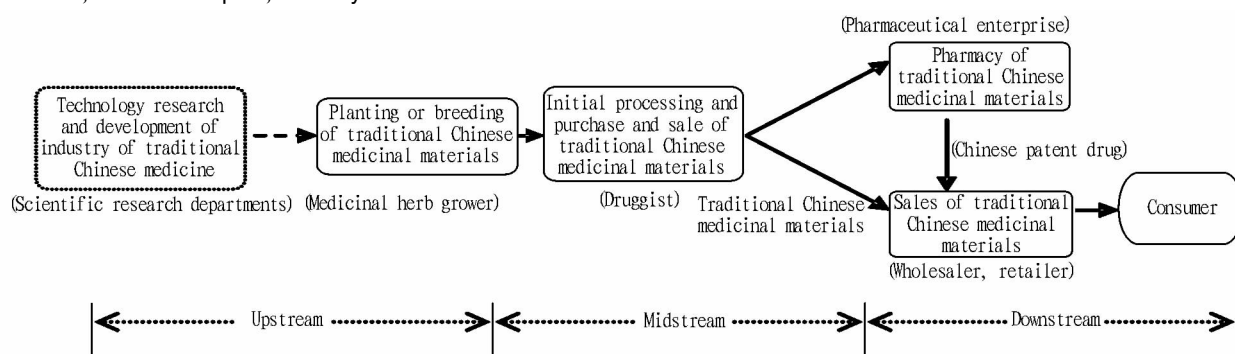 (Pharmaceutical enterprise)
Pharmacy of
traditional Chinese
medicinal materials
Technology research
and development of
industry of traditional
Chinese medicine
(Scientific research departments)
Planting or breeding
of traditional Chinese
medicinal materials
(Medicinal herb grower)
Initial processing and
purchase and sale of
traditional Chinese
medicinal materials
(Druggist)
(Chinese patent drug)
Traditional Chinese
medicinal materials
Sales of traditional
Chinese medicinal
materials
(Wholesaler, retailer)
Consumer
Upstream
Midstream
Downstream